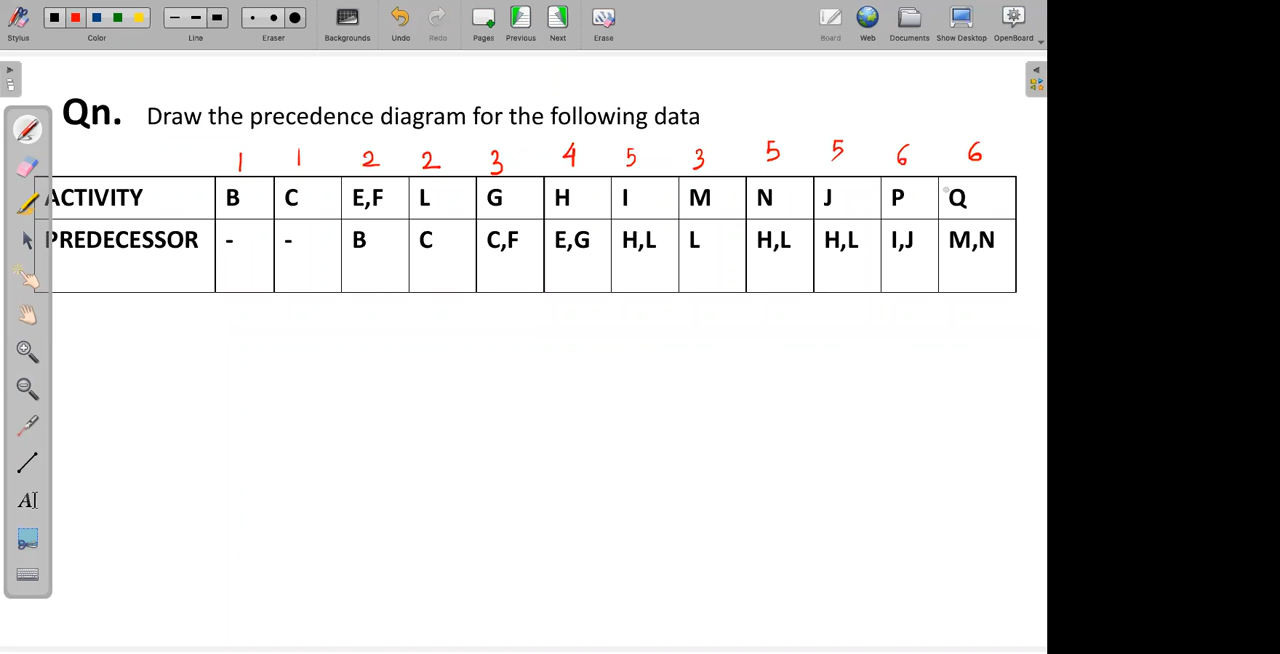 Stylus Color Line Eraser Backgrounds Undo Redo Pages Previous Next Erase Board Web Documents Show Desktop OpenBoard
Qn. Draw the precedence diagram for the following data
1 1 2 2 3 4 5 3 5 5 6 6
ACTIVITY B C E,F L G H I M N J P Q
PREDECESSOR - - B C C,F E,G H,L L H,L H,L I,J M,N
AI